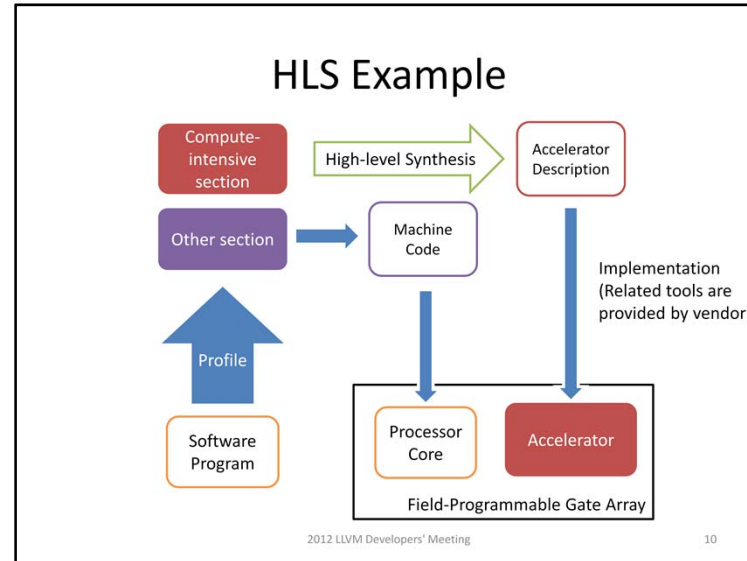 HLS Example
Compute-
intensive
section
High-level Synthesis
Accelerator
Description
Other section
Machine
Code
Implementation
(Related tools are
provided by vendor
Profile
Software
Program
Processor
Core
Accelerator
Field-Programmable Gate Array
2012 LLVM Developers' Meeting
10